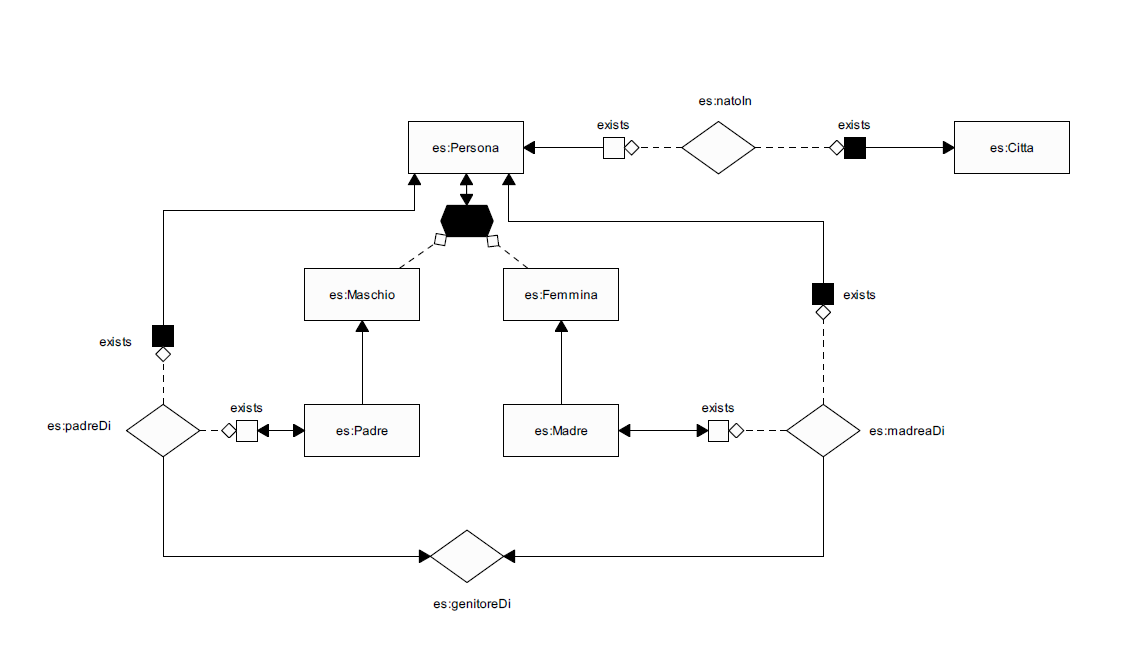 es:natoIn
exists
exists
es:Persona
es:Citta
es:Maschio
es:Femmina
exists
exists
exists
exists
es:padreDi
es:Padre
es:Madre
es:madreaDi
es:genitoreDi